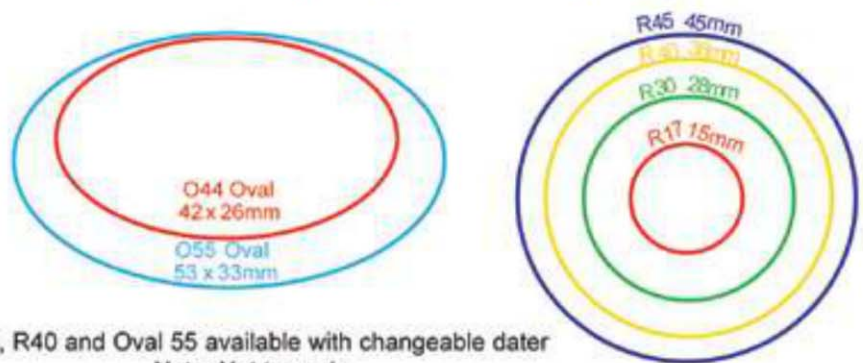 O44 Oval
42 x 26mm
O55 Oval
53 x 33mm
R45 45mm
R40
R30 28mm
R17 15mm
, R40 and Oval 55 available with changeable dater